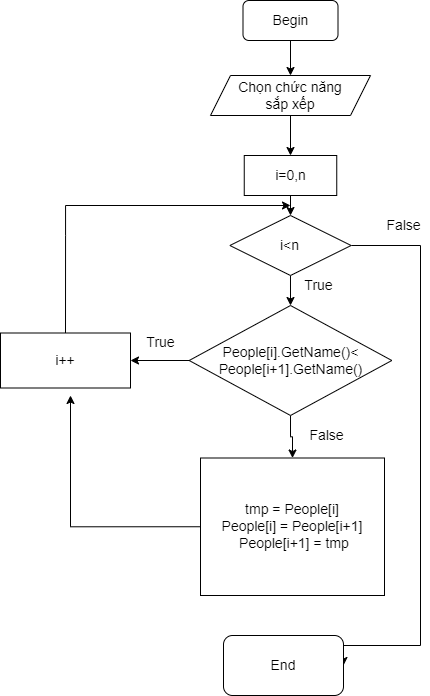 Begin
Chọn chức năng
sắp xếp
i=0,n
i<n
False
True
People[i].GetName()<
People[i+1].GetName()
True
i++
False
tmp = People[i]
People[i] = People[i+1]
People[i+1] = tmp
End